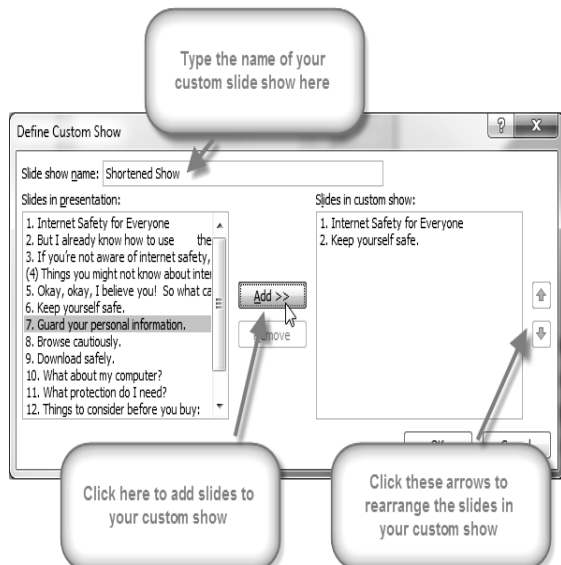 Type the name of your
custom slide show here
Define Custom Show
Slide show name: Shortened Show
Slides in presentation:
1. Internet Safety for Everyone
2. But I already know how to use the
3. If you're not aware of internet safety,
(4) Things you might not know about inter
5. Okay, okay, I believe you! So what ca
6. Keep yourself safe.
7. Guard your personal information.
8. Browse cautiously.
9. Download safely.
10. What about my computer?
11. What protection do I need?
12. Things to consider before you buy:
Add >>
Slides in custom show:
1. Internet Safety for Everyone
2. Keep yourself safe.
Click here to add slides to
your custom show
Click these arrows to
rearrange the slides in
your custom show